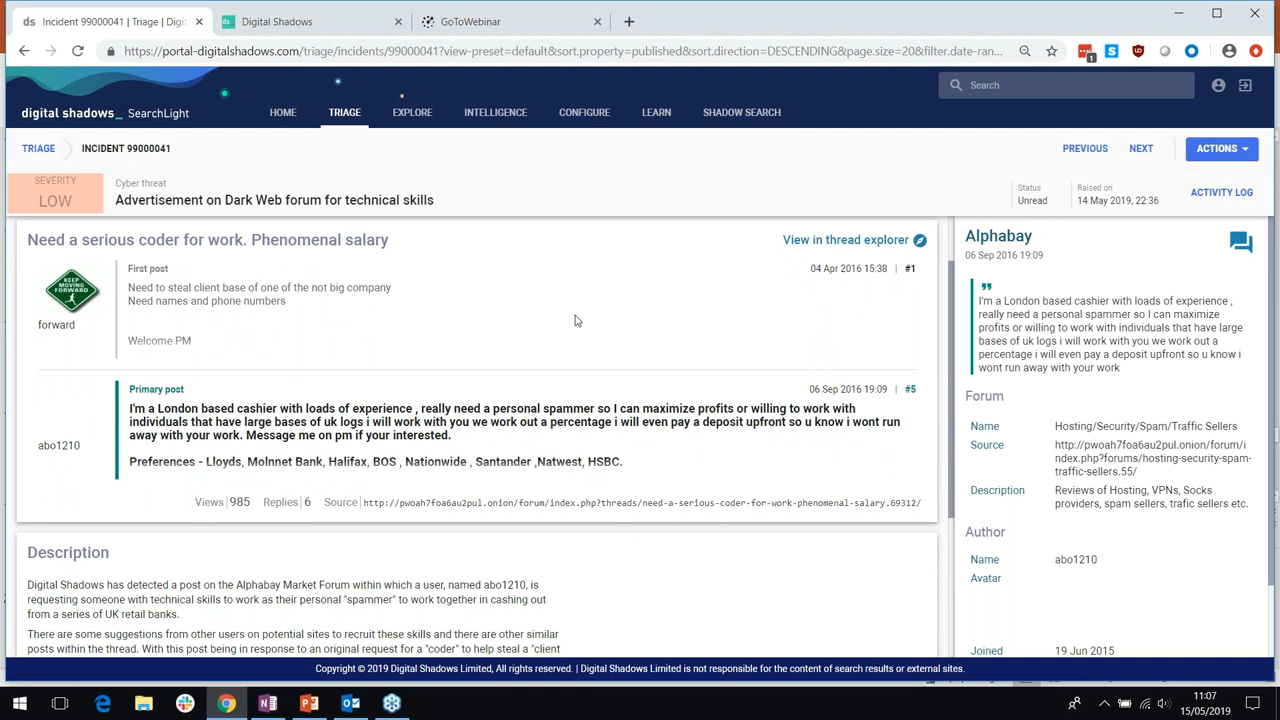 ds Incident 99000041 | Triage | Digit
ds Digital Shadows
GoToWebinar
https://portal-digitalshadows.com/triage/incidents/99000041?view-preset=default&sort.property=published&sort.direction=DESCENDING&page.size=20&filter.date-ran...
1
digital shadows_ SearchLight
HOME
TRIAGE
EXPLORE
INTELLIGENCE
CONFIGURE
LEARN
SHADOW SEARCH
Search
TRIAGE
INCIDENT 99000041
PREVIOUS
NEXT
ACTIONS
SEVERITY
LOW
Cyber threat
Advertisement on Dark Web forum for technical skills
Status
Unread
Raised on
14 May 2019, 22:36
ACTIVITY LOG
Need a serious coder for work. Phenomenal salary
View in thread explorer
KEEP
MOVING
FORWARD
forward
First post
04 Apr 2016 15:38 | #1
Need to steal client base of one of the not big company
Need names and phone numbers
Welcome PM
abo1210
Primary post
06 Sep 2016 19:09 | #5
I'm a London based cashier with loads of experience , really need a personal spammer so I can maximize profits or willing to work with
individuals that have large bases of uk logs i will work with you we work out a percentage i will even pay a deposit upfront so u know i wont run
away with your work. Message me on pm if your interested.
Preferences - Lloyds, Molnnet Bank, Halifax, BOS , Nationwide , Santander ,Natwest, HSBC.
Views 985 Replies 6 Source http://pwoah7foa6au2pul.onion/forum/index.php?threads/need-a-serious-coder-for-work-phenomenal-salary.69312/
Description
Digital Shadows has detected a post on the Alphabay Market Forum within which a user, named abo1210, is
requesting someone with technical skills to work as their personal "spammer" to work together in cashing out
from a series of UK retail banks.
There are some suggestions from other users on potential sites to recruit these skills and there are other similar
posts within the thread. With this post being in response to an original request for a "coder" to help steal a "client
Alphabay
06 Sep 2016 19:09
I'm a London based cashier with loads of experience ,
really need a personal spammer so I can maximize
profits or willing to work with individuals that have large
bases of uk logs i will work with you we work out a
percentage i will even pay a deposit upfront so u know i
wont run away with your work
Forum
Name Hosting/Security/Spam/Traffic Sellers
Source http://pwoah7foa6au2pul.onion/forum/i
ndex.php?forums/hosting-security-spam-
traffic-sellers.55/
Description Reviews of Hosting, VPNs, Socks
providers, spam sellers, trafic sellers etc.
Author
Name abo1210
Avatar
Joined 19 Jun 2015
Copyright © 2019 Digital Shadows Limited, All rights reserved. | Digital Shadows Limited is not responsible for the content of search results or external sites.
11:07
15/05/2019